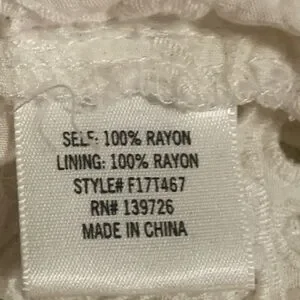 SELF: 100% RAYON
LINING: 100% RAYON
STYLE# F17T467
RN# 139726
MADE IN CHINA